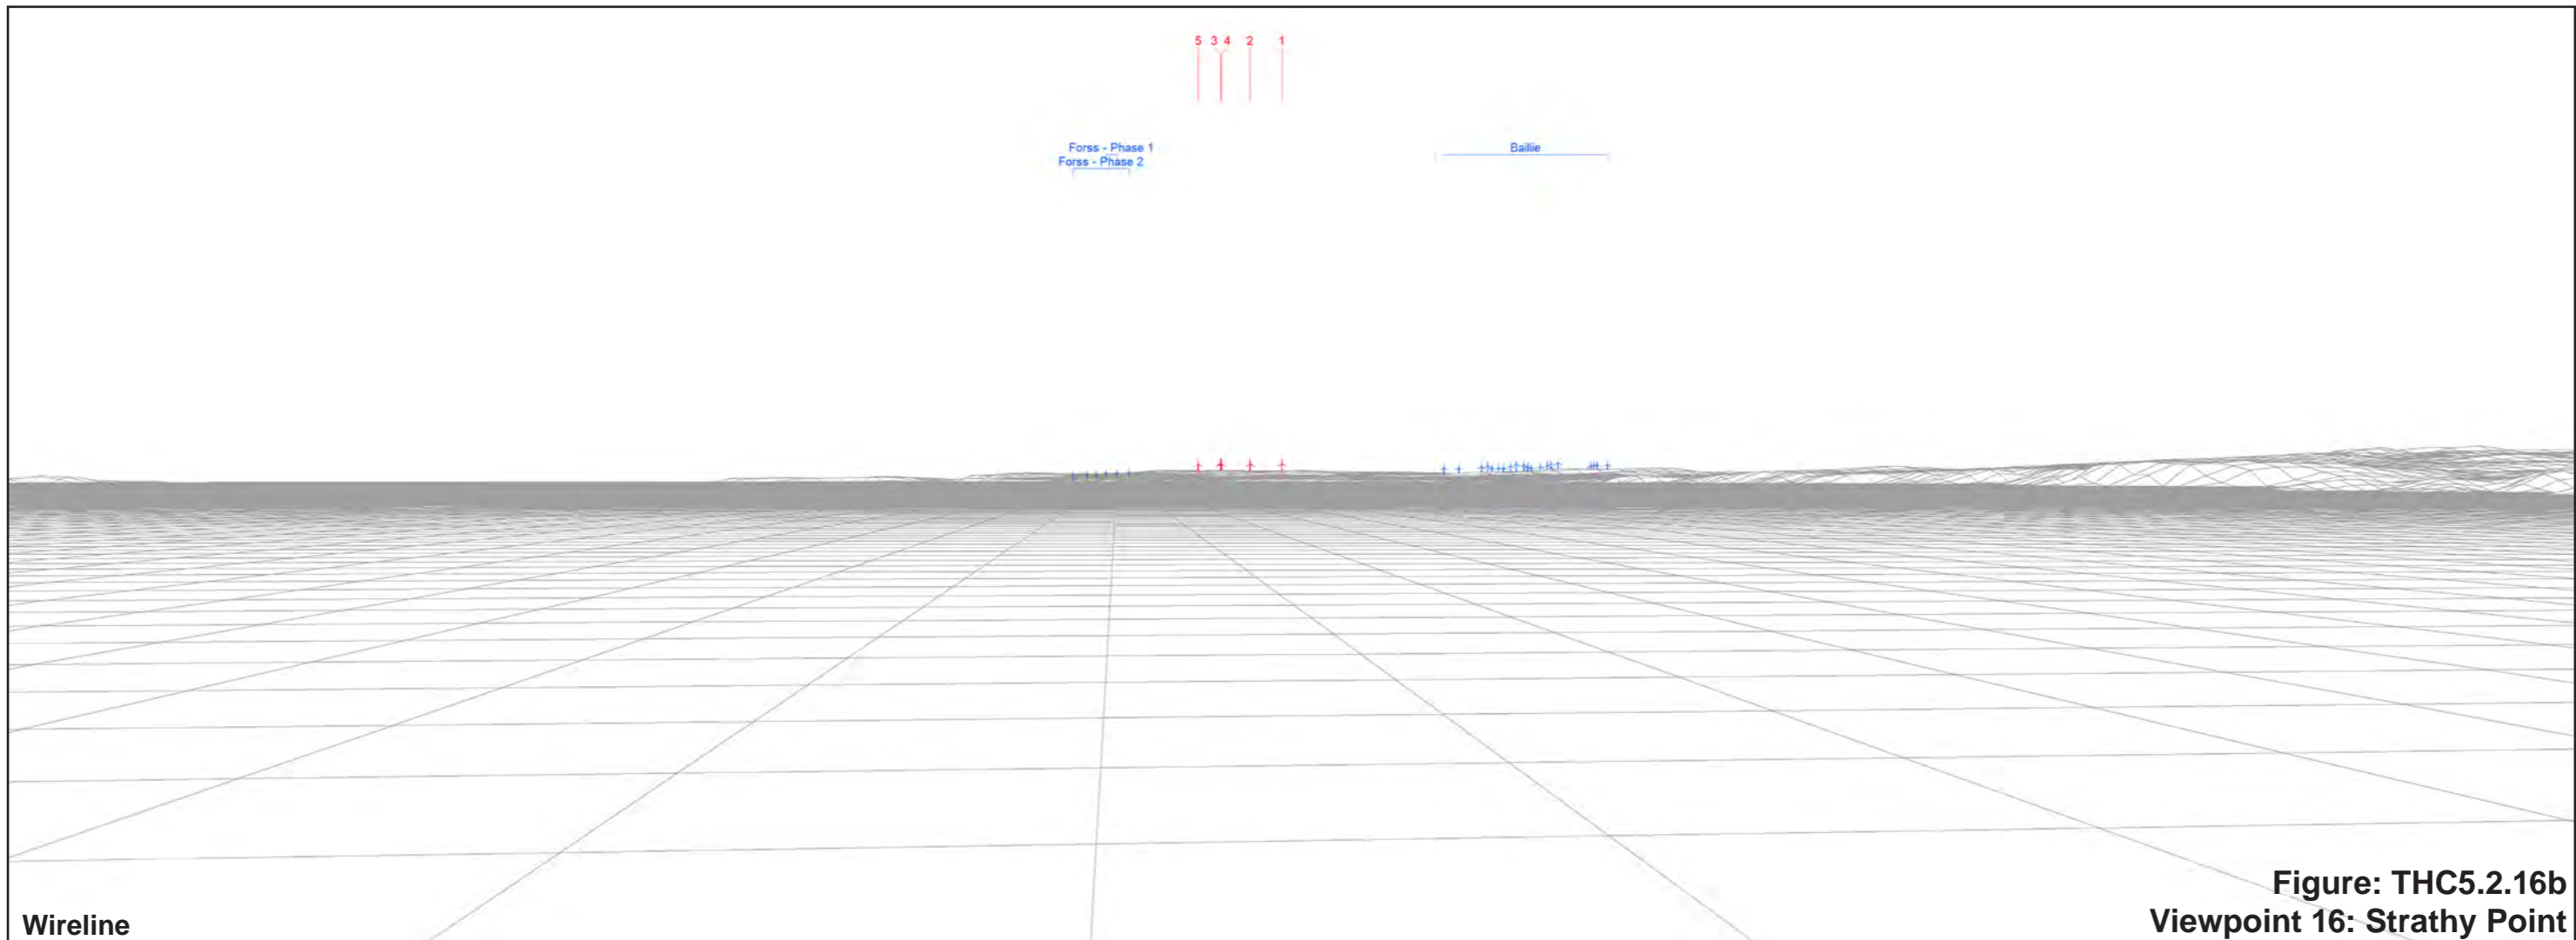 5 3 4 2 1
Forss - Phase 1
Forss - Phase 2
Baillie
Wireline
Figure: THC5.2.16b
Viewpoint 16: Strathy Point